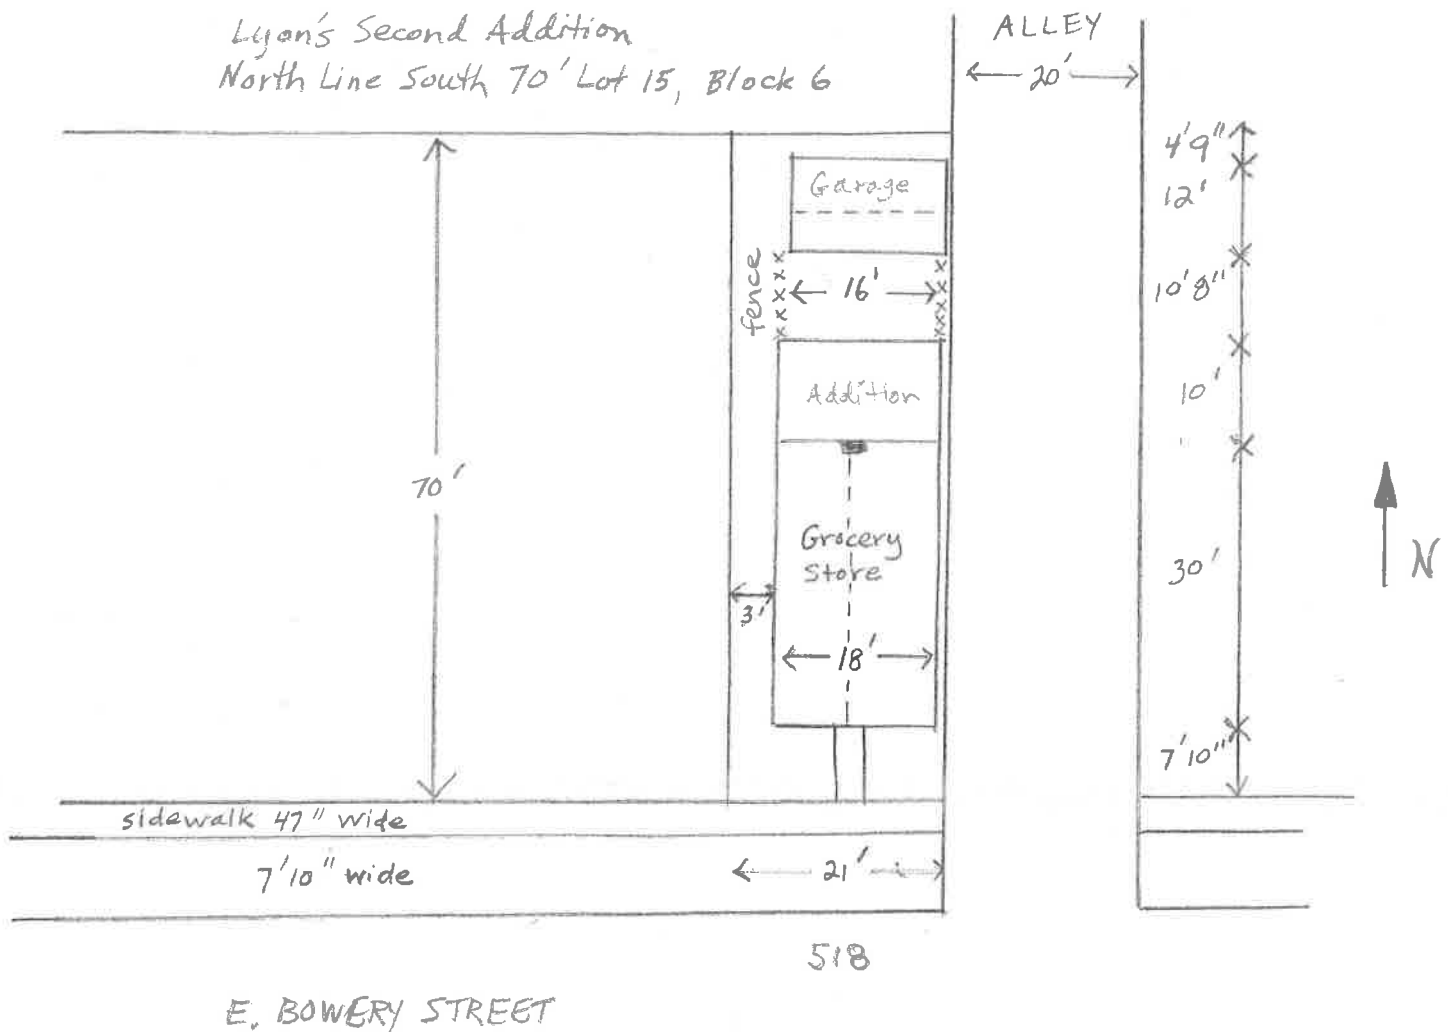 Lyon's Second Addition
North Line South 70' Lot 15, Block 6
ALLEY
20'
4'9"
12'
10'8"
10'
30'
7'10"
Garage
fence
16'
Addition
70'
Grocery
Store
3'
18'
N
sidewalk 47" wide
7'10" wide
21'
518
E. BOWERY STREET